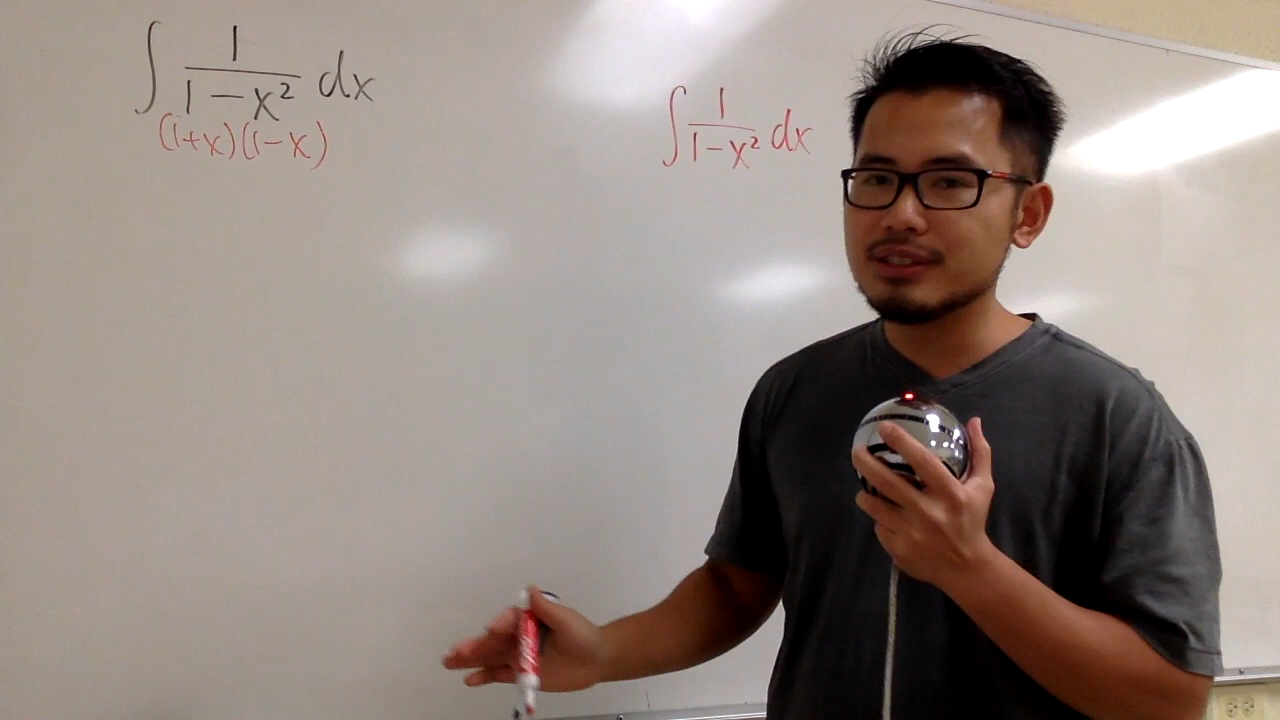 ∫ 1/(1-x²) dx
(1+x)(1-x)
∫ 1/(1-x²) dx